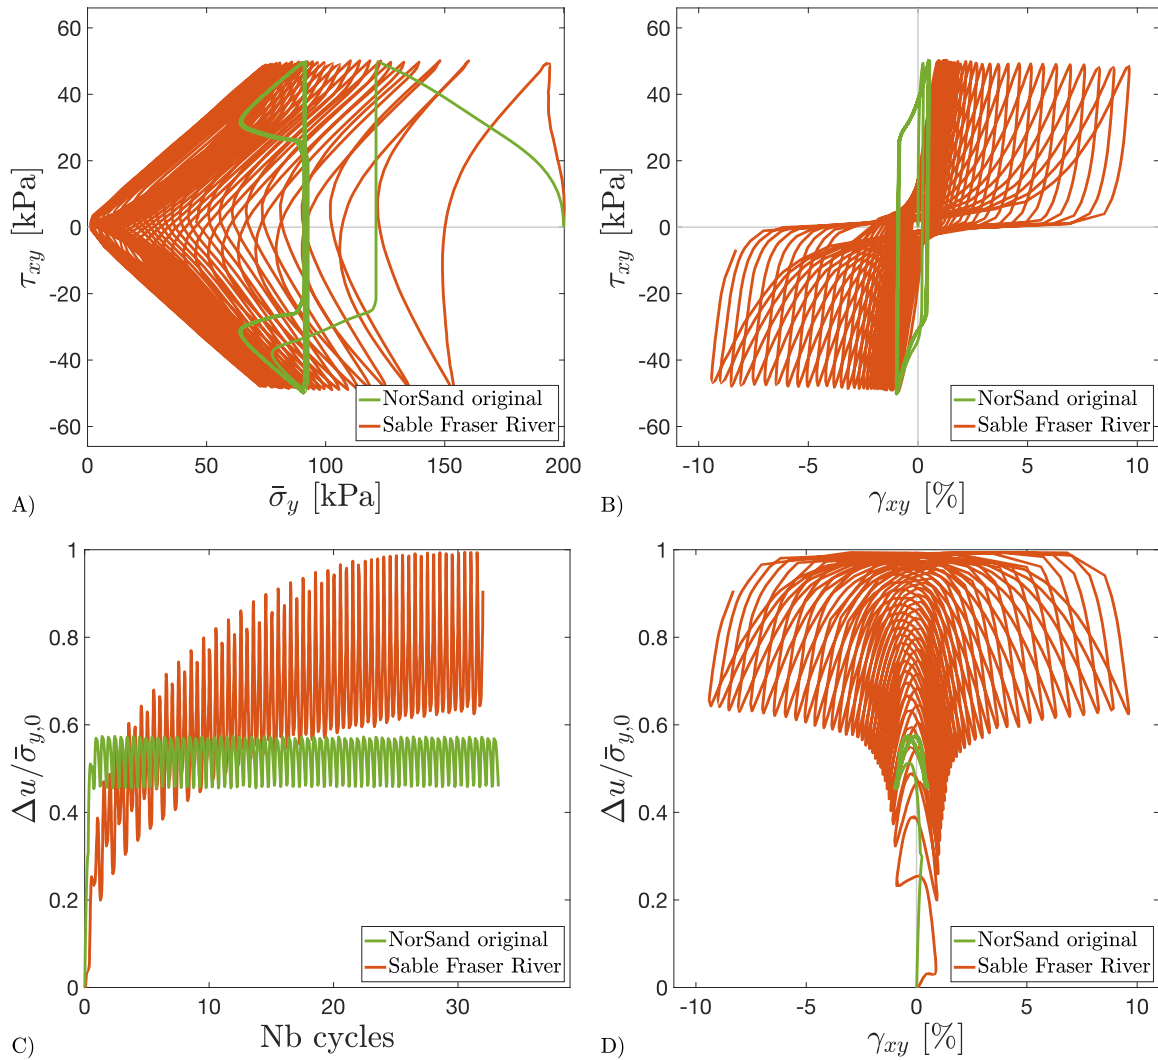 60
40
20
0
-20
-40
-60
τxy [kPa]
0
50
100
150
200
σ̄y [kPa]
NorSand original
Sable Fraser River
A)
60
40
20
0
-20
-40
-60
τxy [kPa]
-10
-5
0
5
10
γxy [%]
NorSand original
Sable Fraser River
B)
1
0.8
0.6
0.4
0.2
0
Δu/σ̄y,0
0
10
20
30
Nb cycles
NorSand original
Sable Fraser River
C)
1
0.8
0.6
0.4
0.2
0
Δu/σ̄y,0
-10
-5
0
5
10
γxy [%]
NorSand original
Sable Fraser River
D)